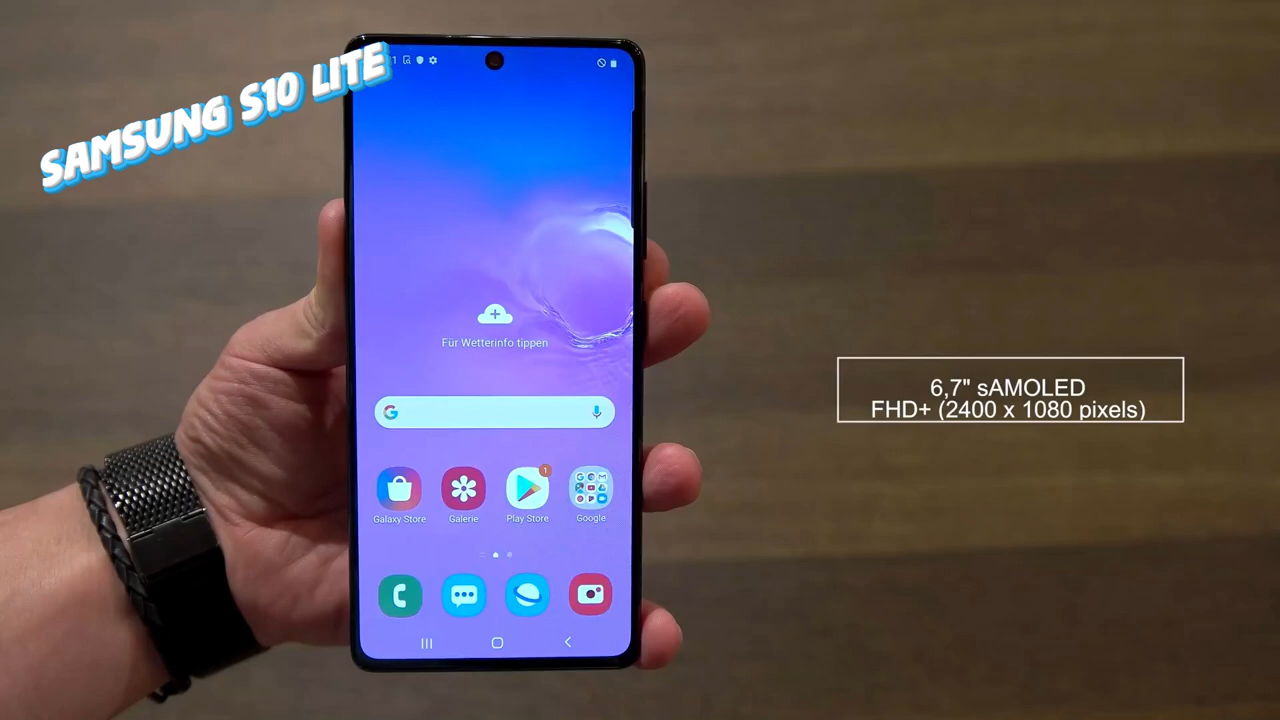 SAMSUNG S10 LITE
Für Wetterinfo tippen
G
Galaxy Store
Galerie
1
Play Store
Google
6,7" sAMOLED
FHD+ (2400 x 1080 pixels)